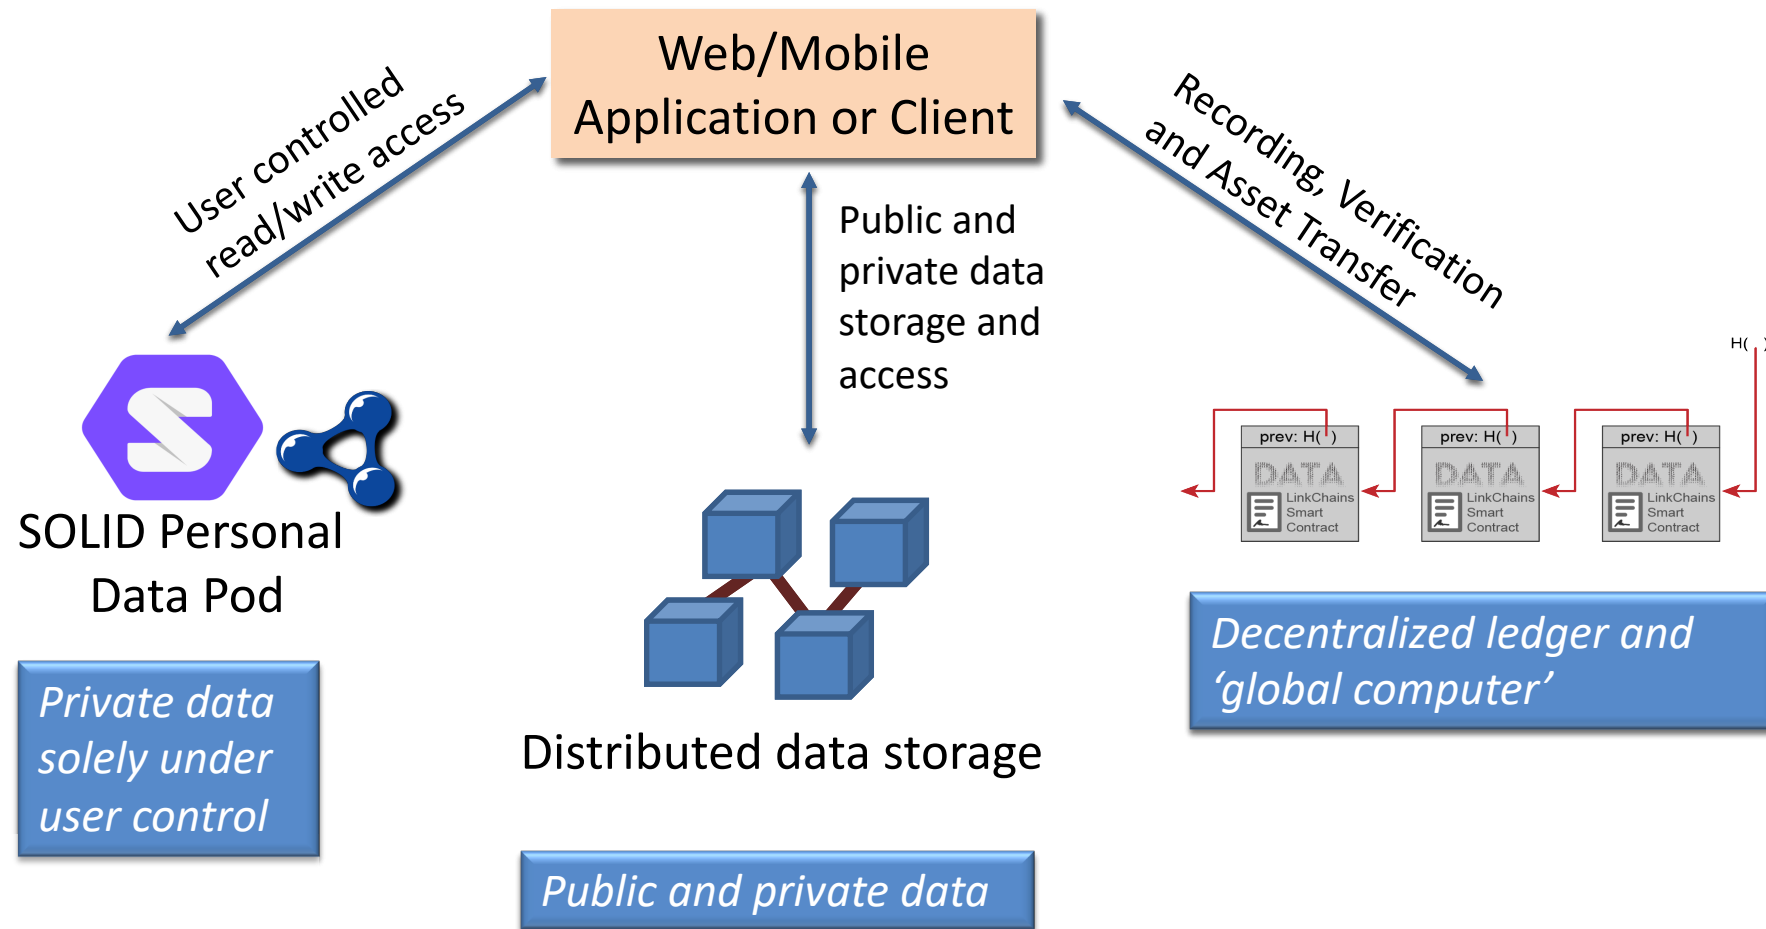 Web/Mobile
Application or Client
User controlled
read/write access
Public and
private data
storage and
access
Recording, Verification
and Asset Transfer
H( )
prev: H( )
DATA
LinkChains
Smart
Contract
prev: H( )
DATA
LinkChains
Smart
Contract
prev: H( )
DATA
LinkChains
Smart
Contract
SOLID Personal
Data Pod
Private data
solely under
user control
Distributed data storage
Public and private data
Decentralized ledger and
‘global computer’